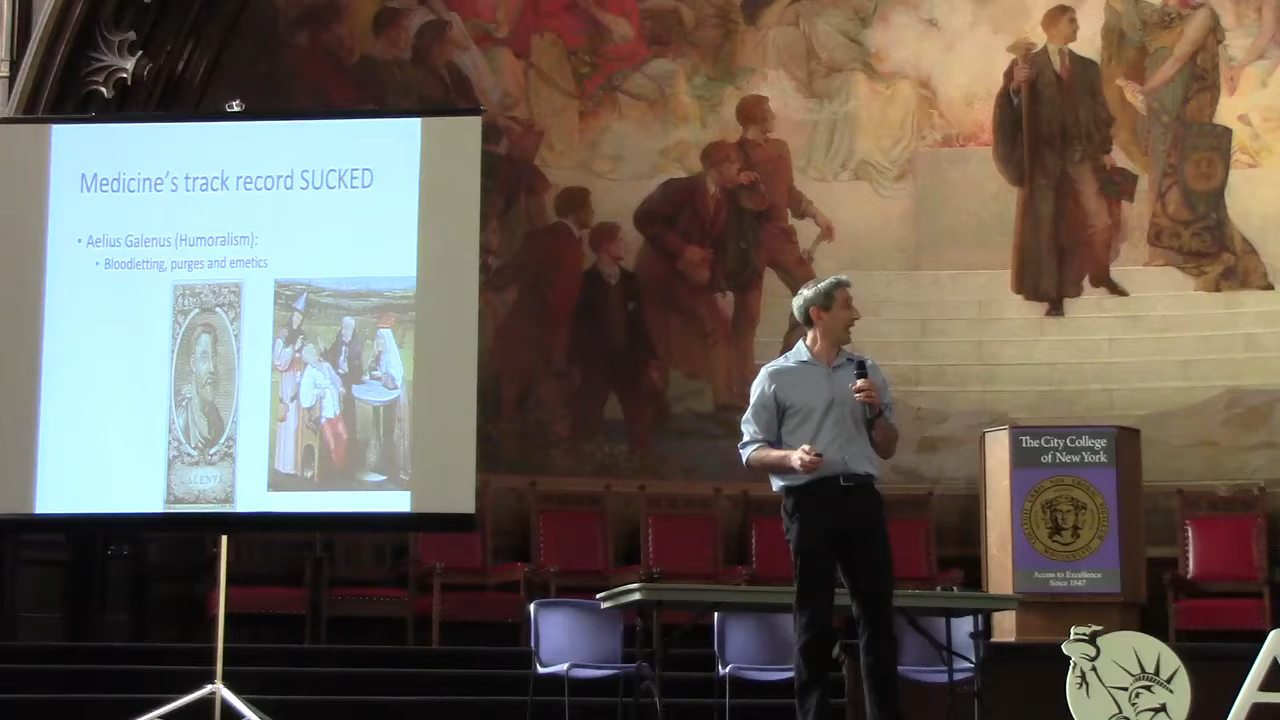 Medicine's track record SUCKED
• Aelius Galenus (Humoralism):
• Bloodletting, purges and emetics
GALENVS
The City College
of New York
Access to Excellence
Since 1847
A